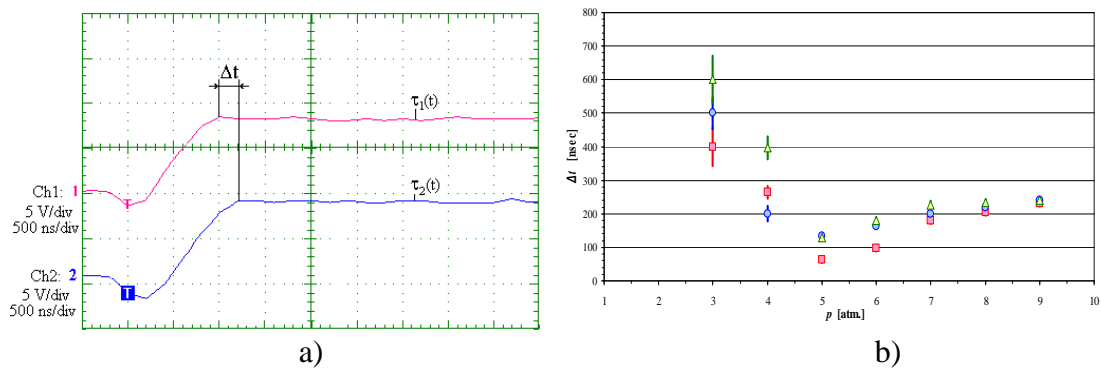 Δt
τ1(t)
Ch1: 1
5 V/div
500 ns/div
T
τ2(t)
Ch2: 2
5 V/div
500 ns/div
T
a)
800
700
600
500
400
300
200
100
0
Δt [nsec]
1 2 3 4 5 6 7 8 9 10
p [atm.]
b)